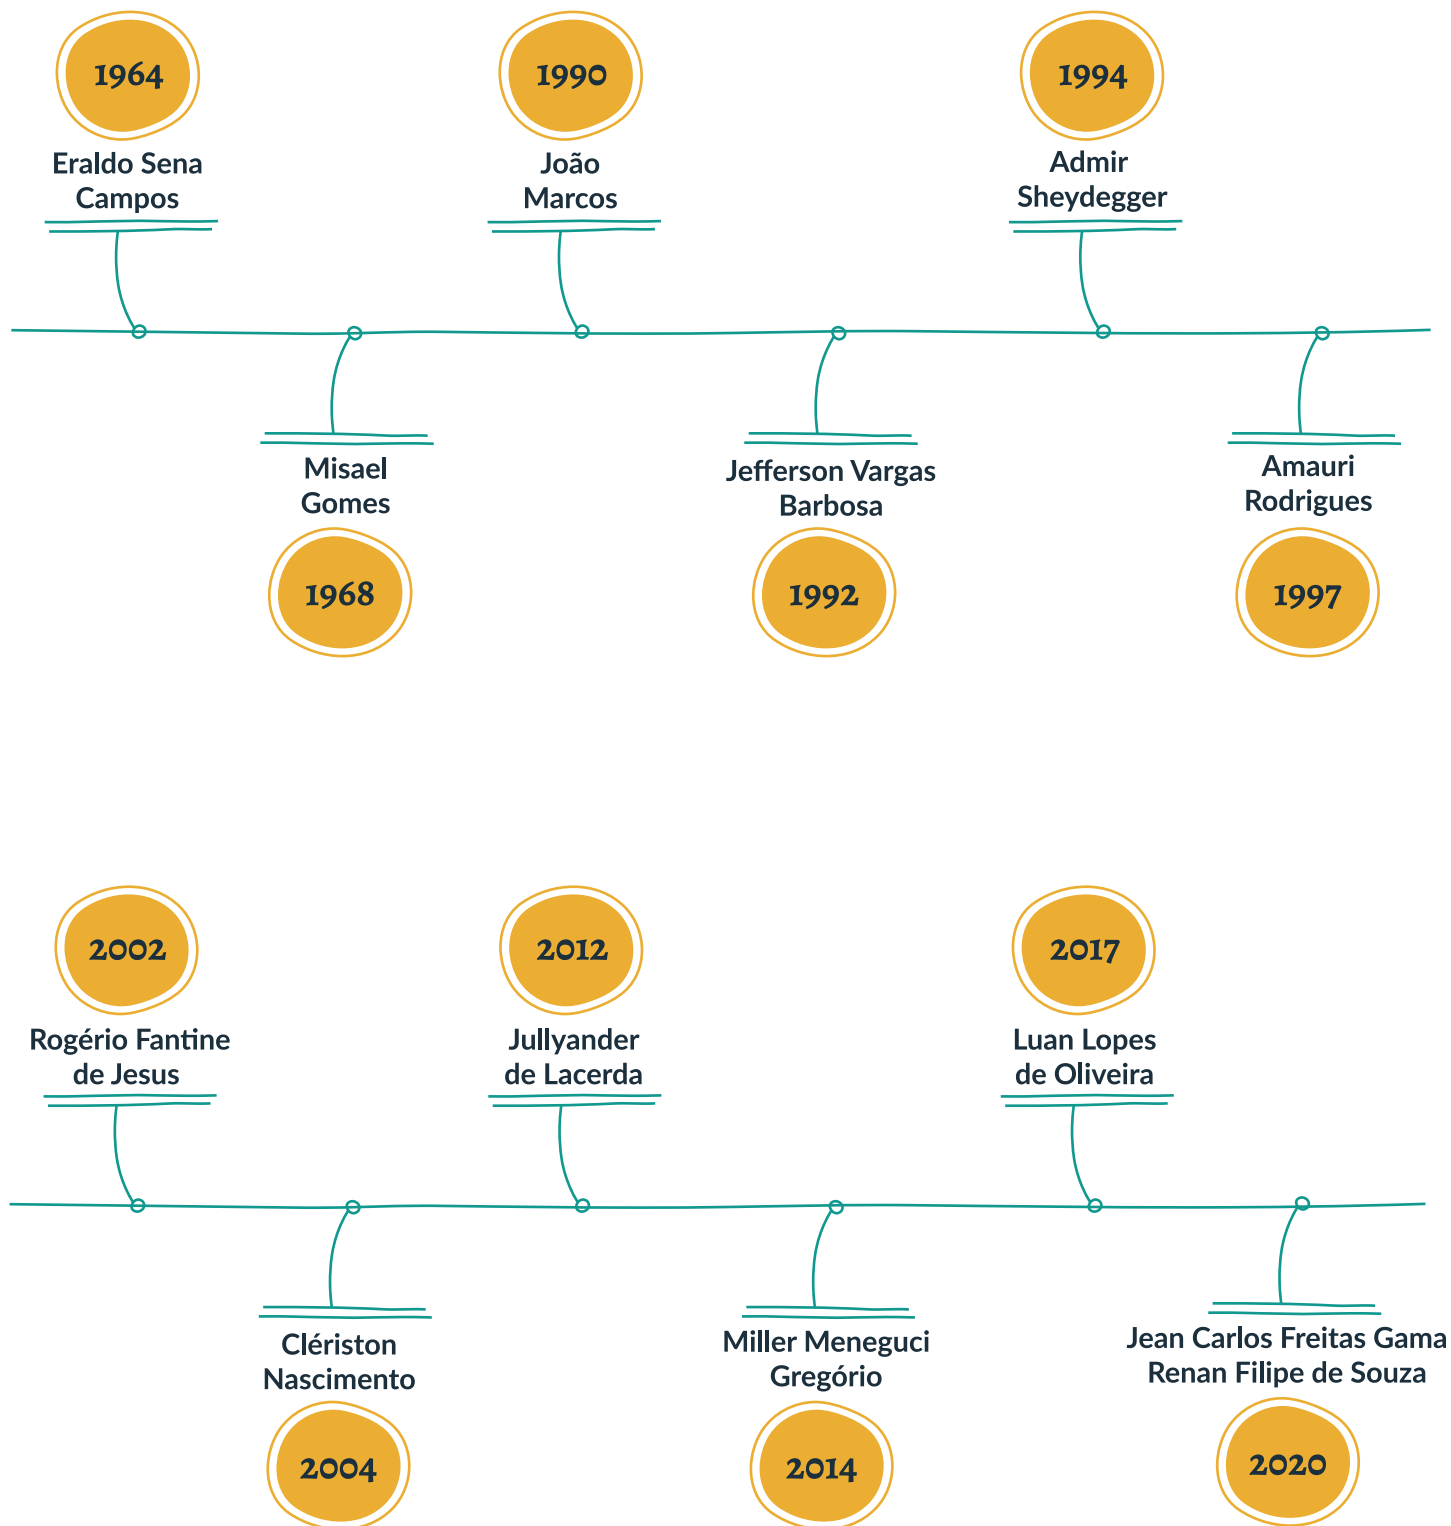 1964
Eraldo Sena
Campos
Misael
Gomes
1968
1990
João
Marcos
Jefferson Vargas
Barbosa
1992
1994
Admir
Sheydegger
Amauri
Rodrigues
1997
2002
Rogério Fantine
de Jesus
Clériston
Nascimento
2004
2012
Jullyander
de Lacerda
Miller Meneguci
Gregório
2014
2017
Luan Lopes
de Oliveira
Jean Carlos Freitas Gama
Renan Filipe de Souza
2020